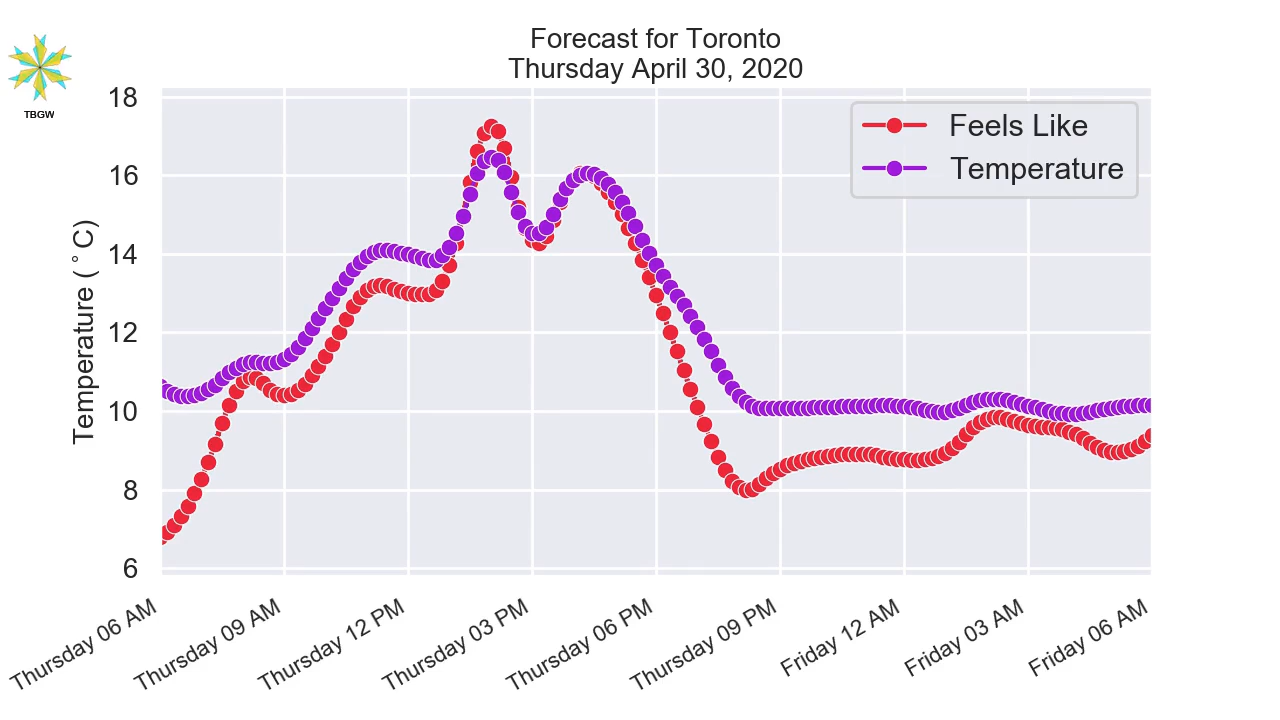 Forecast for Toronto
Thursday April 30, 2020
TBGW
Feels Like
Temperature
Temperature ( ° C)
18
16
14
12
10
8
6
Thursday 06 AM
Thursday 09 AM
Thursday 12 PM
Thursday 03 PM
Thursday 06 PM
Thursday 09 PM
Friday 12 AM
Friday 03 AM
Friday 06 AM